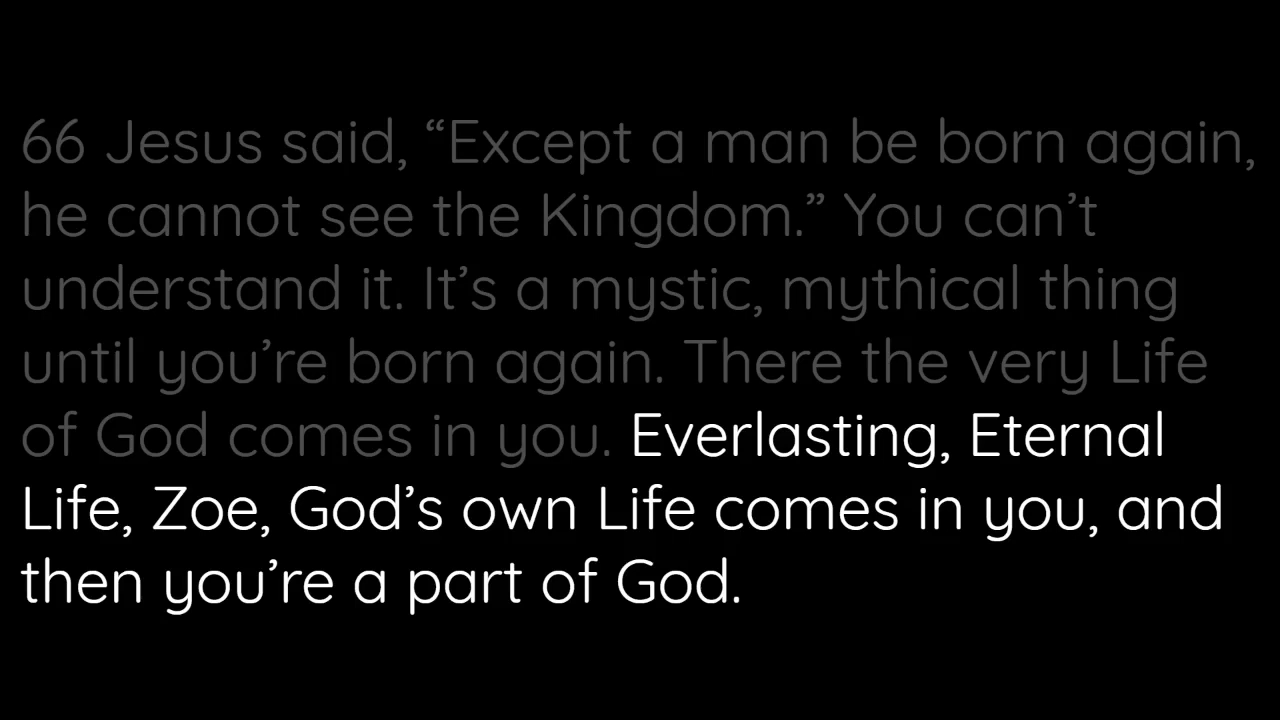 66 Jesus said, “Except a man be born again,
he cannot see the Kingdom.” You can’t
understand it. It’s a mystic, mythical thing
until you’re born again. There the very Life
of God comes in you. Everlasting, Eternal
Life, Zoe, God’s own Life comes in you, and
then you’re a part of God.